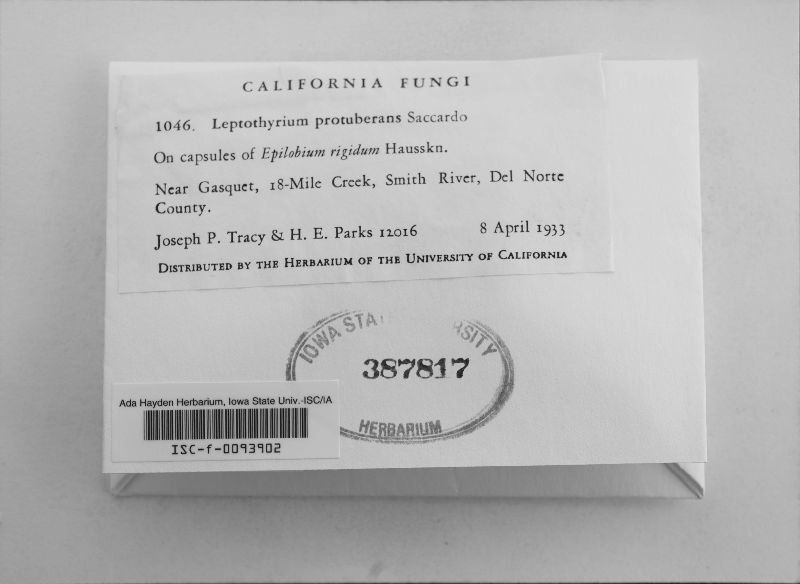 CALIFORNIA FUNGI
1046. Leptothyrium protuberans Saccardo
On capsules of Epilobium rigidum Hausskn.
Near Gasquet, 18-Mile Creek, Smith River, Del Norte
County.
Joseph P. Tracy & H. E. Parks 12016 8 April 1933
DISTRIBUTED BY THE HERBARIUM OF THE UNIVERSITY OF CALIFORNIA
IOWA STA
RSITY
387817
HERBARIUM
Ada Hayden Herbarium, Iowa State Univ.-ISC/IA
ISC-f-0093902